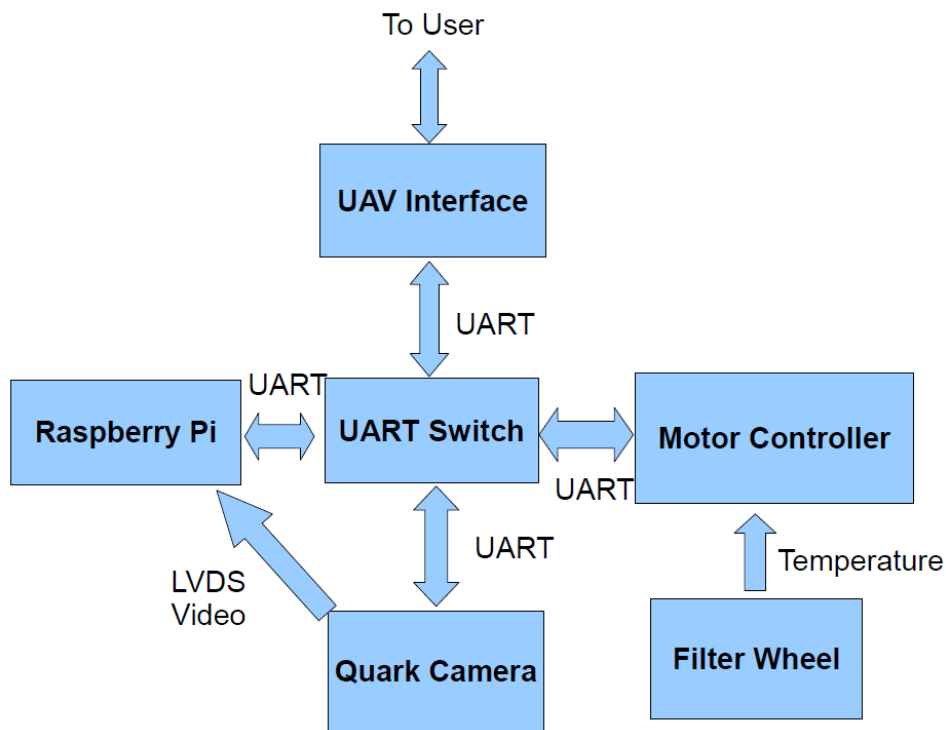 To User
UAV Interface
UART
UART
Raspberry Pi
UART Switch
Motor Controller
UART
UART
LVDS
Video
Temperature
Quark Camera
Filter Wheel